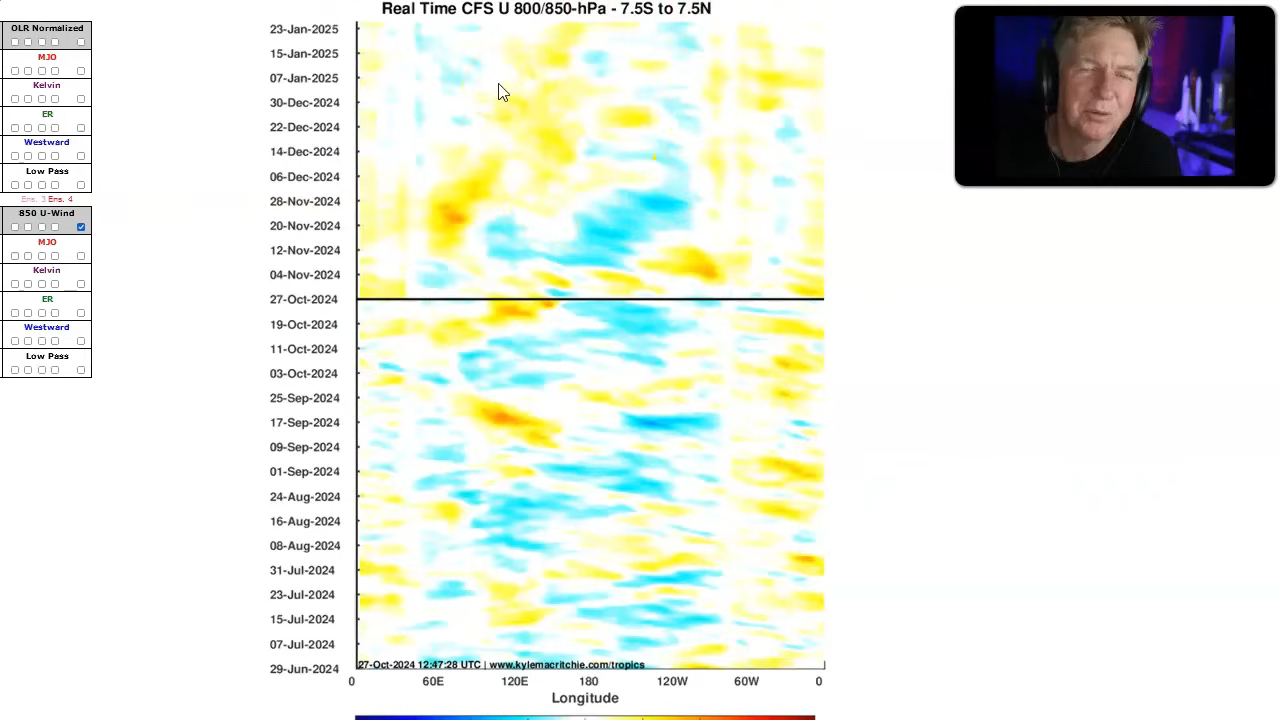 Real Time CFS U 800/850-hPa - 7.5S to 7.5N
OLR Normalized
MJO
Kelvin
ER
Westward
Low Pass
Ens. 3 Ens. 4
850 U-Wind
MJO
Kelvin
ER
Westward
Low Pass
23-Jan-2025
15-Jan-2025
07-Jan-2025
30-Dec-2024
22-Dec-2024
14-Dec-2024
06-Dec-2024
28-Nov-2024
20-Nov-2024
12-Nov-2024
04-Nov-2024
27-Oct-2024
19-Oct-2024
11-Oct-2024
03-Oct-2024
25-Sep-2024
17-Sep-2024
09-Sep-2024
01-Sep-2024
24-Aug-2024
16-Aug-2024
08-Aug-2024
31-Jul-2024
23-Jul-2024
15-Jul-2024
07-Jul-2024
29-Jun-2024
27-Oct-2024 12:47:28 UTC | www.kylemacritchie.com/tropics
0 60E 120E 180 120W 60W 0
Longitude